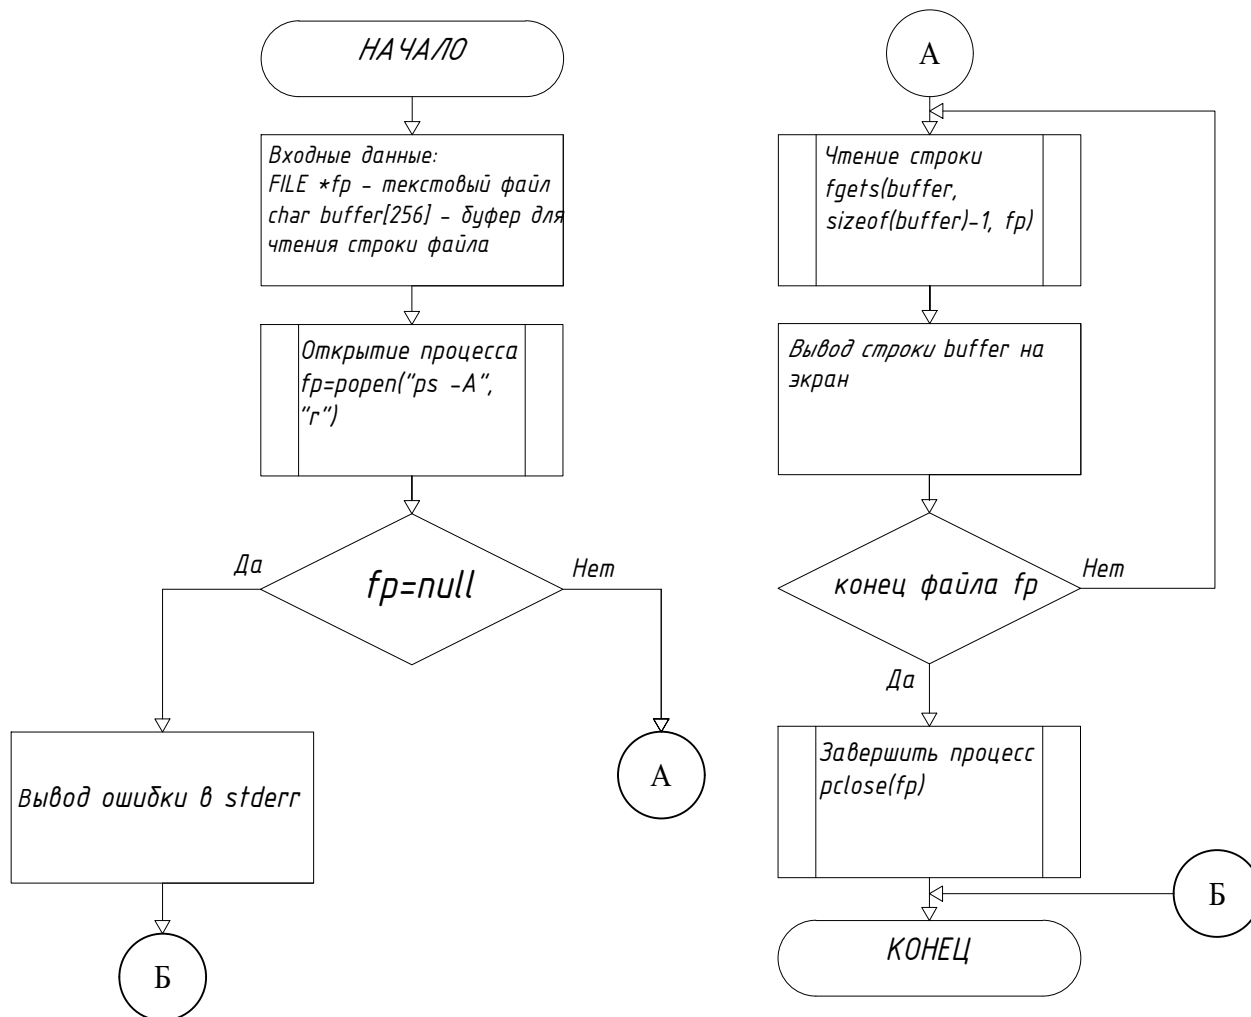 НАЧАЛО
Входные данные:
FILE *fp - текстовый файл
char buffer[256] - буфер для
чтения строки файла
Открытие процесса
fp=popen("ps -A",
"r")
fp=null
Да
Нет
Вывод ошибки в stderr
А
Б
А
Чтение строки
fgets(buffer,
sizeof(buffer)-1, fp)
Вывод строки buffer на
экран
конец файла fp
Нет
Да
Завершить процесс
pclose(fp)
Б
КОНЕЦ